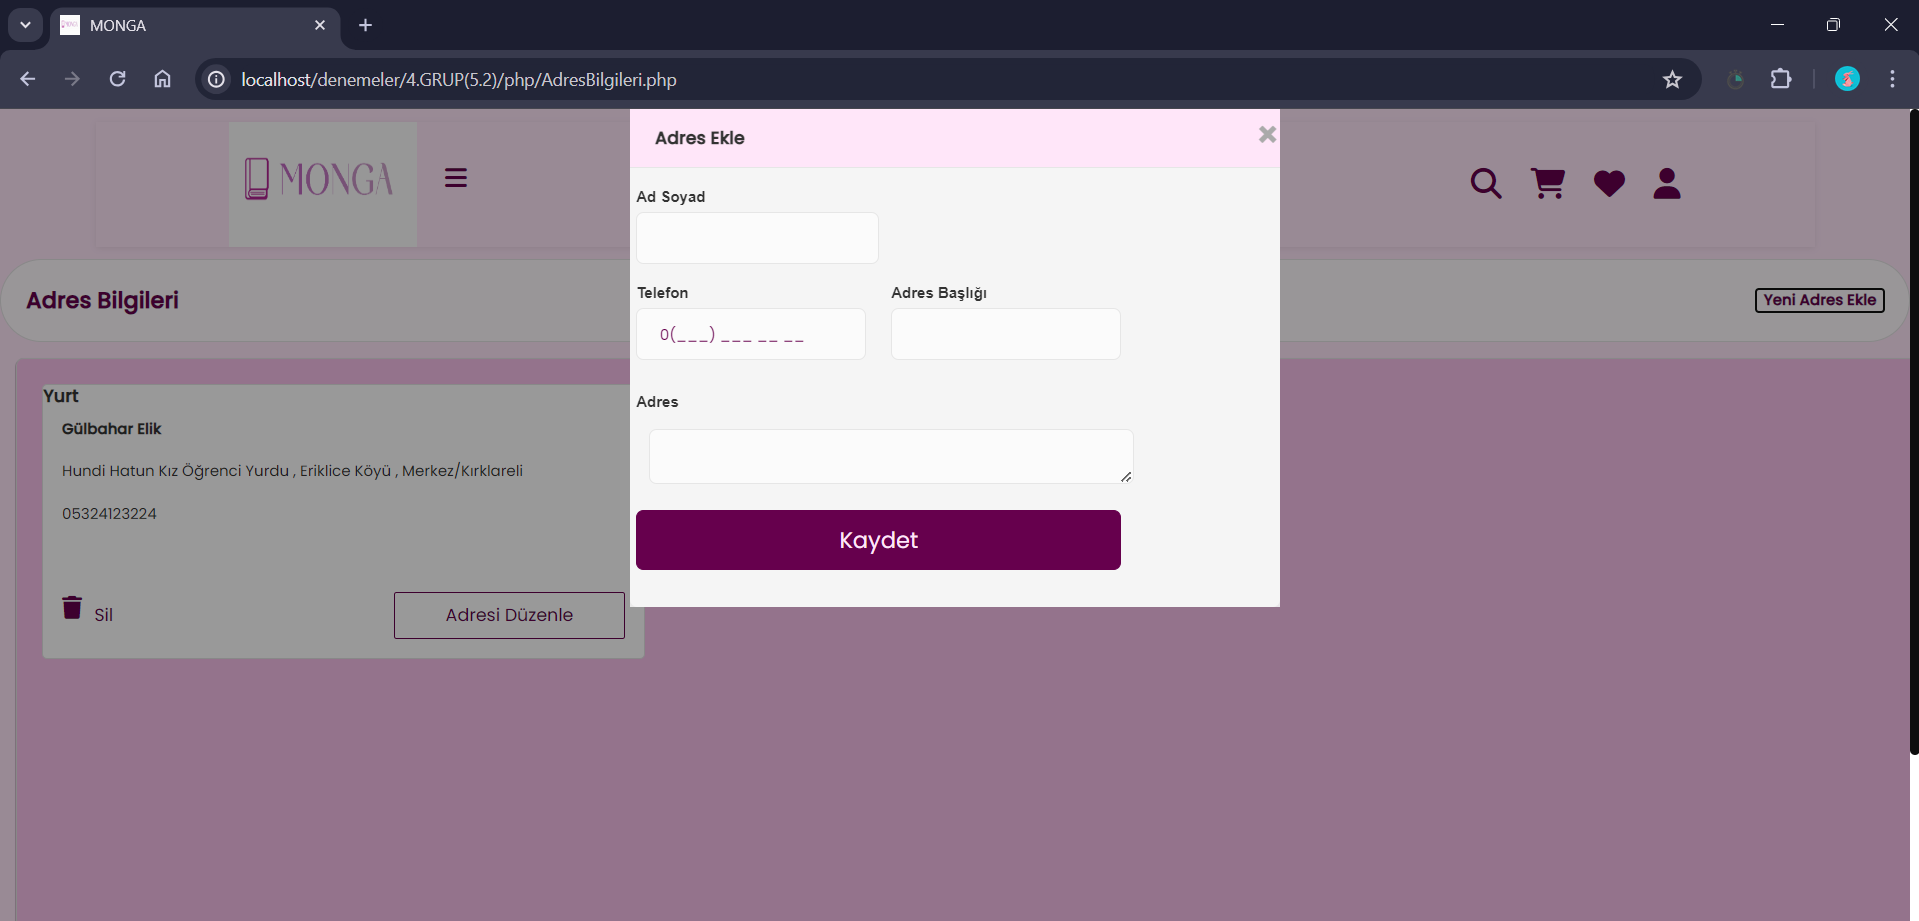 MONGA
localhost/denemeler/4.GRUP(5.2)/php/AdresBilgileri.php
MONGA
Adres Ekle
Adres Bilgileri
Yeni Adres Ekle
Ad Soyad
Telefon
Adres Başlığı
0(___) ___ __ __
Adres
Kaydet
Yurt
Gülbahar Elik
Hundi Hatun Kız Öğrenci Yurdu , Eriklice Köyü , Merkez/Kırklareli
05324123224
Sil
Adresi Düzenle